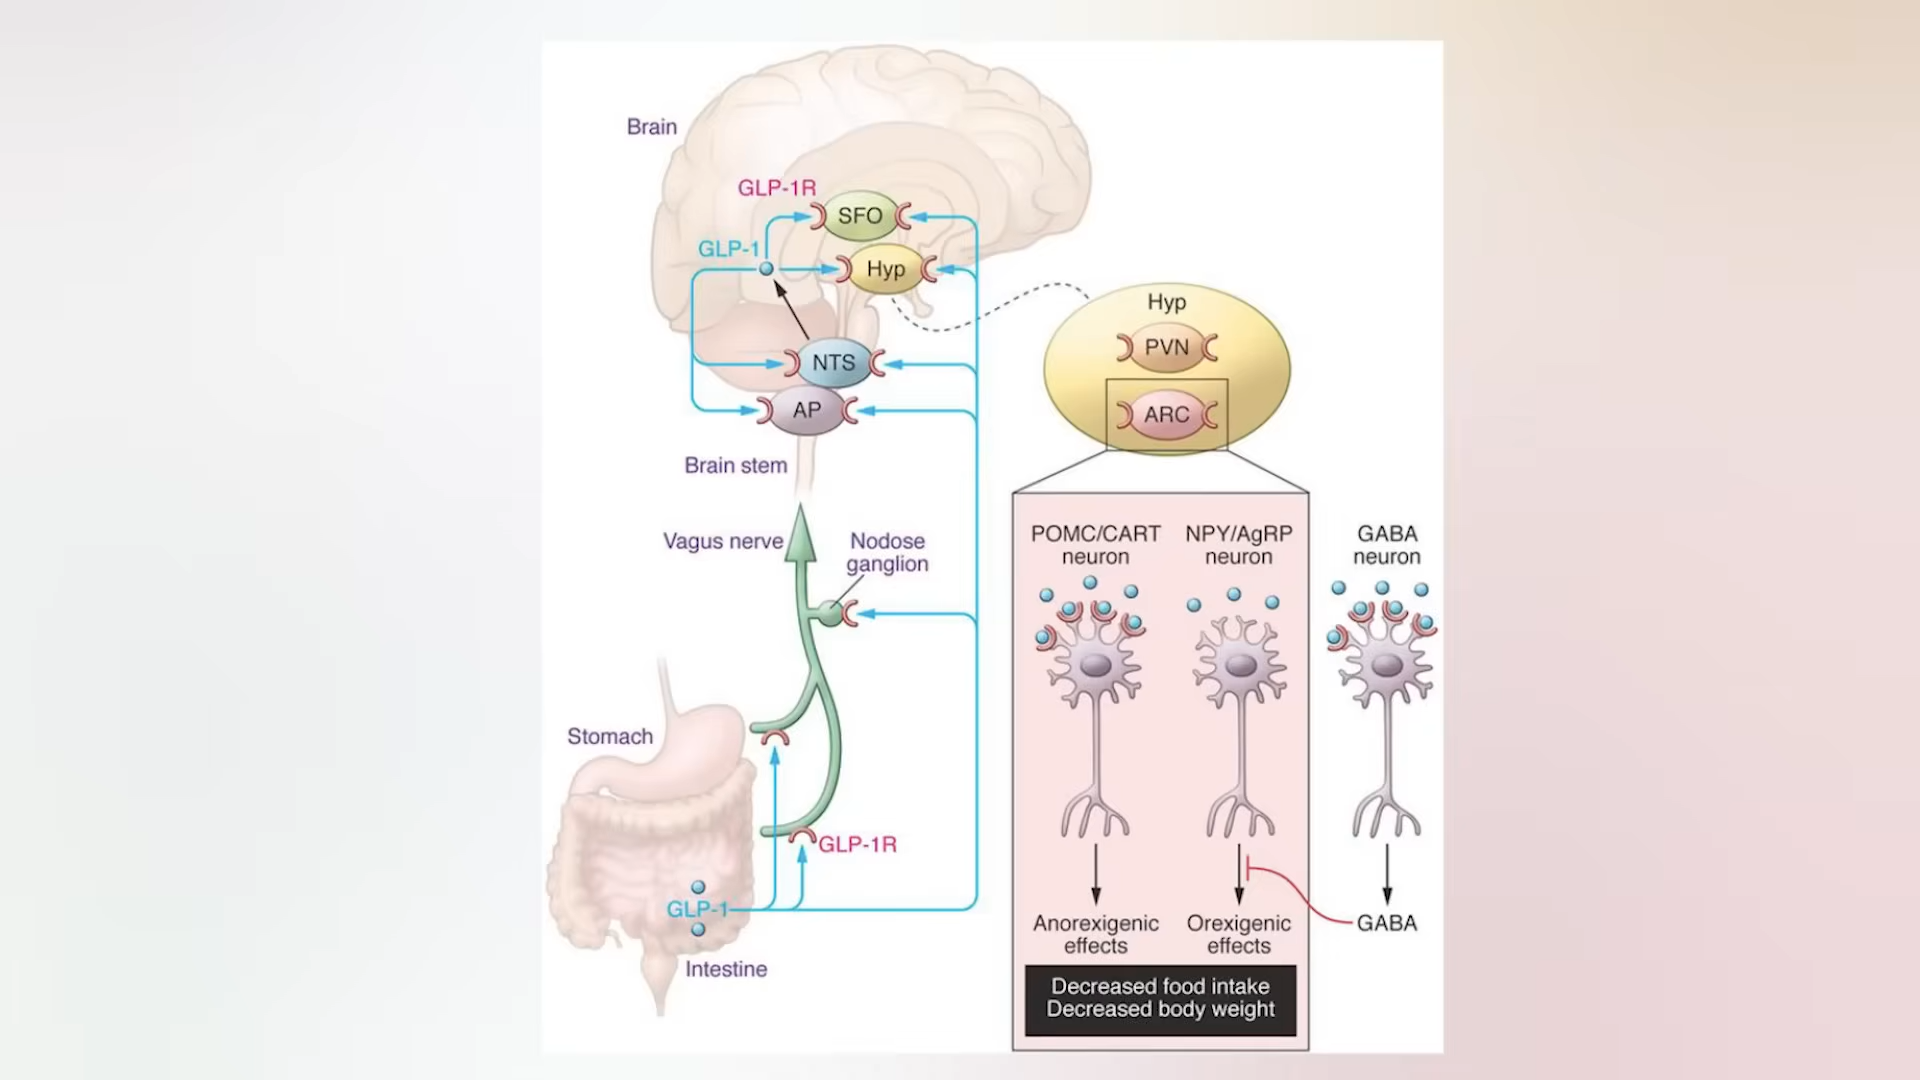 Brain
GLP-1R
SFO
GLP-1
Hyp
NTS
AP
Brain stem
Vagus nerve
Nodose
ganglion
Stomach
GLP-1R
GLP-1
Intestine
Hyp
PVN
ARC
POMC/CART
neuron
NPY/AgRP
neuron
GABA
neuron
Anorexigenic
effects
Orexigenic
effects
GABA
Decreased food intake
Decreased body weight